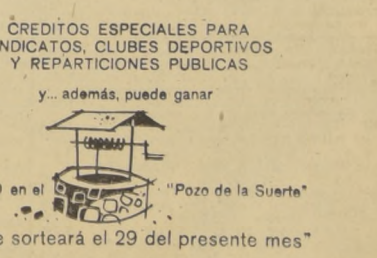 CREDITOS ESPECIALES PARA
NDICATOS, CLUBES DEPORTIVOS
Y REPARTICIONES PUBLICAS
y... además, puede ganar
en el "Pozo de la Suerte"
e sorteará el 29 del presente mes"